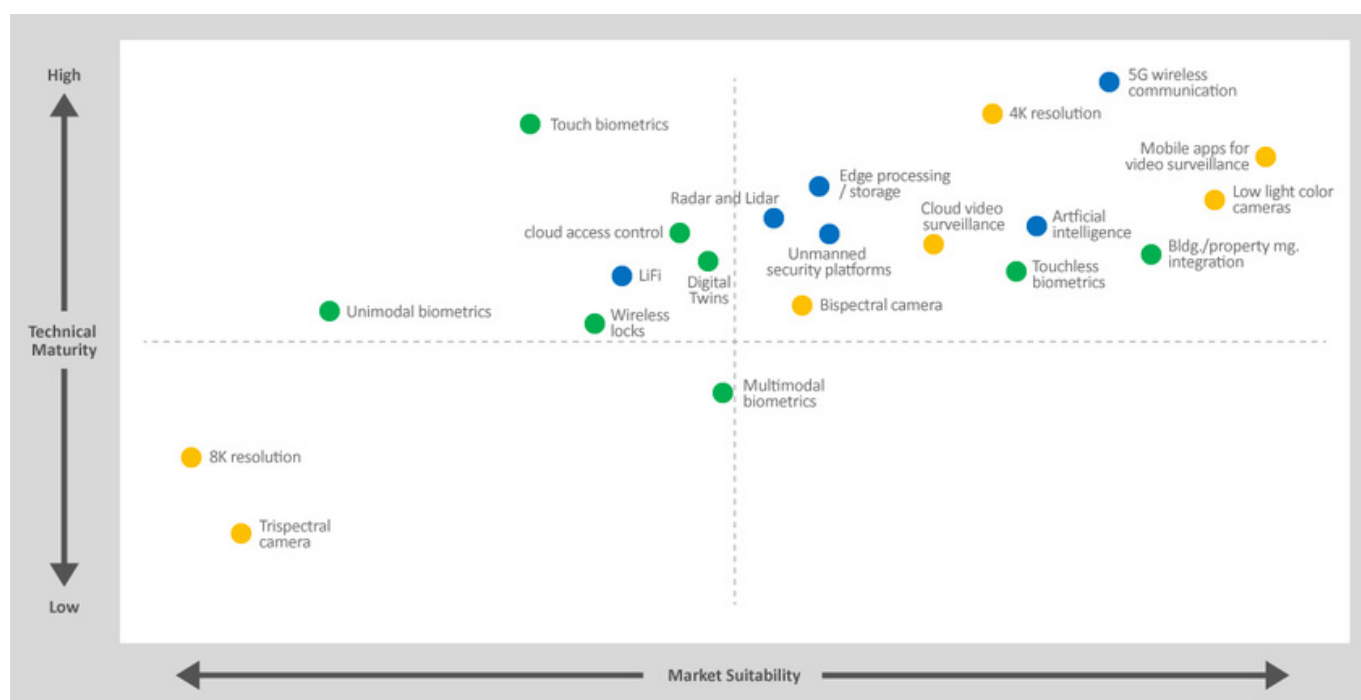 High
5G wireless
communication
4K resolution
Touch biometrics
Mobile apps for
video surveillance
Edge processing
/ storage
Radar and Lidar
Low light color
cameras
Cloud video
surveillance
Artficial
intelligence
cloud access control
Unmanned
security platforms
Bldg./property mg.
integration
LiFi
Digital
Twins
Touchless
biometrics
Unimodal biometrics
Wireless
locks
Bispectral camera
Technical
Maturity
Multimodal
biometrics
8K resolution
Trispectral
camera
Low
Market Suitability